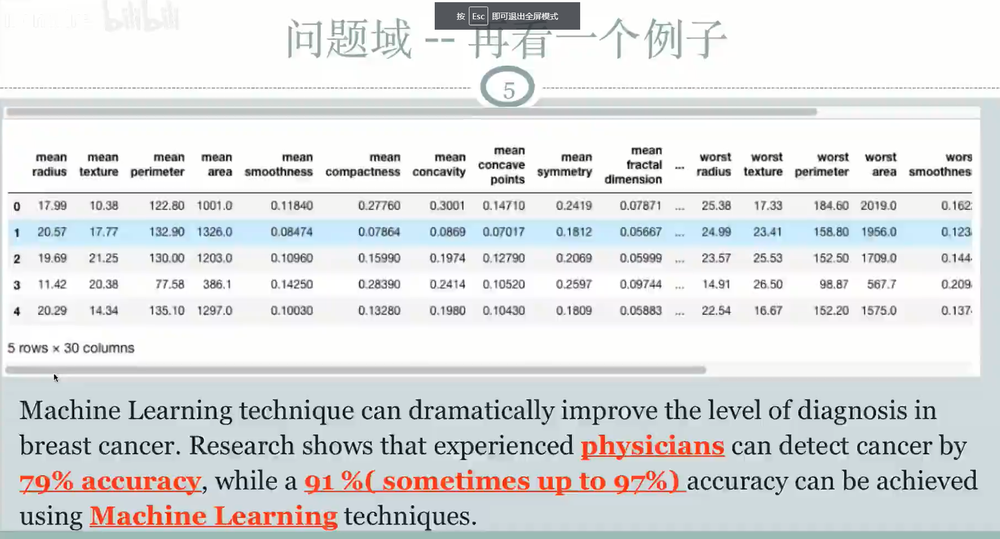 按 Esc 即可退出全屏模式
bilibili
问题域 -- 再看一个例子
5
mean radius mean texture mean perimeter mean area mean smoothness mean compactness mean concavity mean concave points mean symmetry mean fractal dimension ... worst radius worst texture worst perimeter worst area wors smoothnes
0 17.99 10.38 122.80 1001.0 0.11840 0.27760 0.3001 0.14710 0.2419 0.07871 ... 25.38 17.33 184.60 2019.0 0.162
1 20.57 17.77 132.90 1326.0 0.08474 0.07864 0.0869 0.07017 0.1812 0.05667 ... 24.99 23.41 158.80 1956.0 0.123
2 19.69 21.25 130.00 1203.0 0.10960 0.15990 0.1974 0.12790 0.2069 0.05999 ... 23.57 25.53 152.50 1709.0 0.144
3 11.42 20.38 77.58 386.1 0.14250 0.28390 0.2414 0.10520 0.2597 0.09744 ... 14.91 26.50 98.87 567.7 0.209
4 20.29 14.34 135.10 1297.0 0.10030 0.13280 0.1980 0.10430 0.1809 0.05883 ... 22.54 16.67 152.20 1575.0 0.137
5 rows × 30 columns
Machine Learning technique can dramatically improve the level of diagnosis in
breast cancer. Research shows that experienced physicians can detect cancer by
79% accuracy, while a 91 %( sometimes up to 97%) accuracy can be achieved
using Machine Learning techniques.